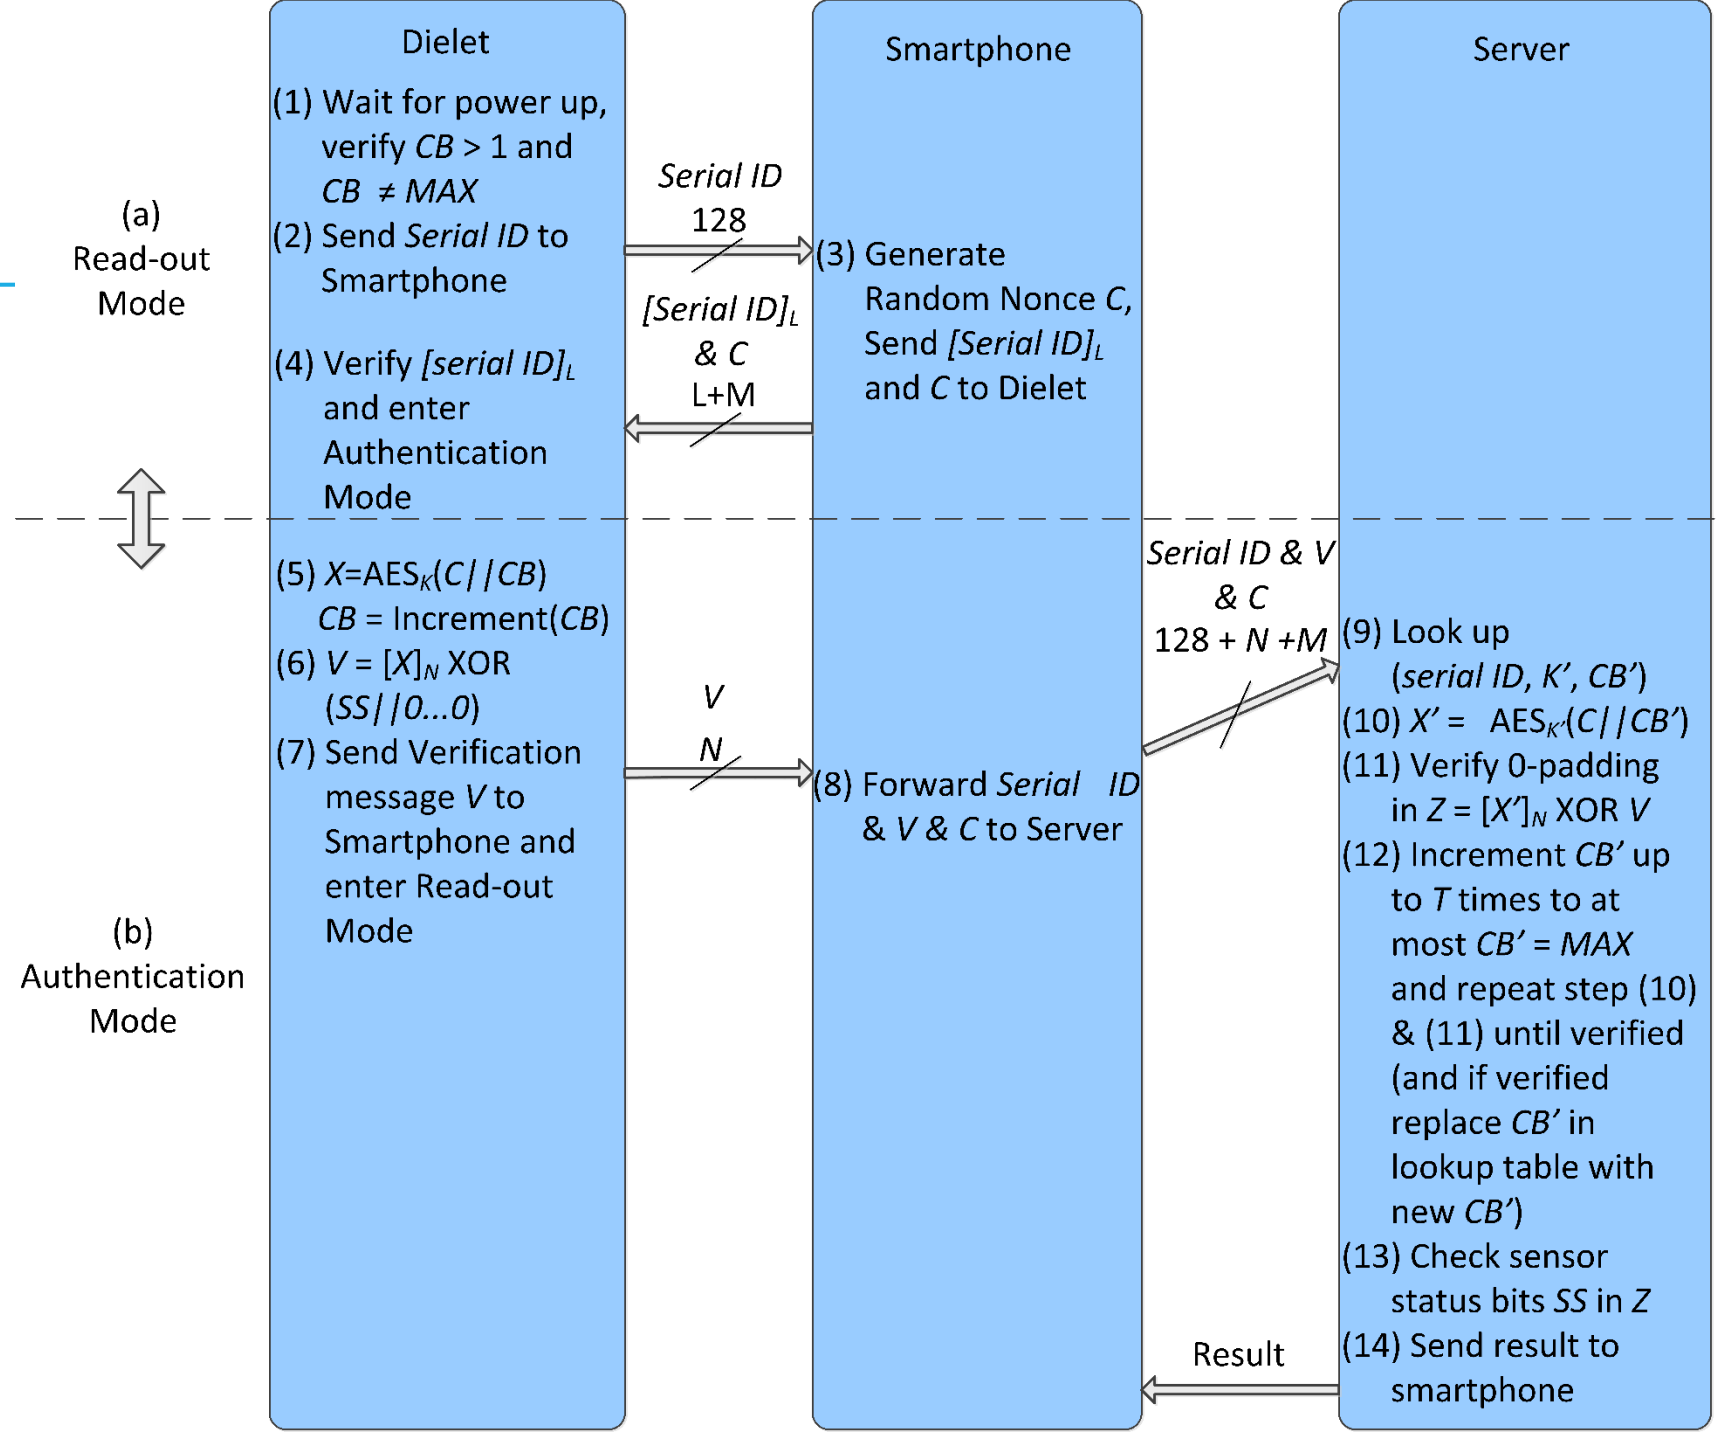 Dielet
Smartphone
Server
(a)
Read-out
Mode
(1) Wait for power up,
verify CB > 1 and
CB ≠ MAX
(2) Send Serial ID to
Smartphone
Serial ID
128
(3) Generate
Random Nonce C,
Send [Serial ID]L
and C to Dielet
[Serial ID]L
& C
L+M
(4) Verify [serial ID]L
and enter
Authentication
Mode
(b)
Authentication
Mode
(5) X=AESK(C||CB)
CB = Increment(CB)
(6) V = [X]N XOR
(SS||0...0)
(7) Send Verification
message V to
Smartphone and
enter Read-out
Mode
V
N
(8) Forward Serial ID
& V & C to Server
Serial ID & V
& C
128 + N +M
(9) Look up
(serial ID, K’, CB’)
(10) X’ = AESK’(C||CB’)
(11) Verify 0-padding
in Z = [X’]N XOR V
(12) Increment CB’ up
to T times to at
most CB’ = MAX
and repeat step (10)
& (11) until verified
(and if verified
replace CB’ in
lookup table with
new CB’)
(13) Check sensor
status bits SS in Z
(14) Send result to
smartphone
Result